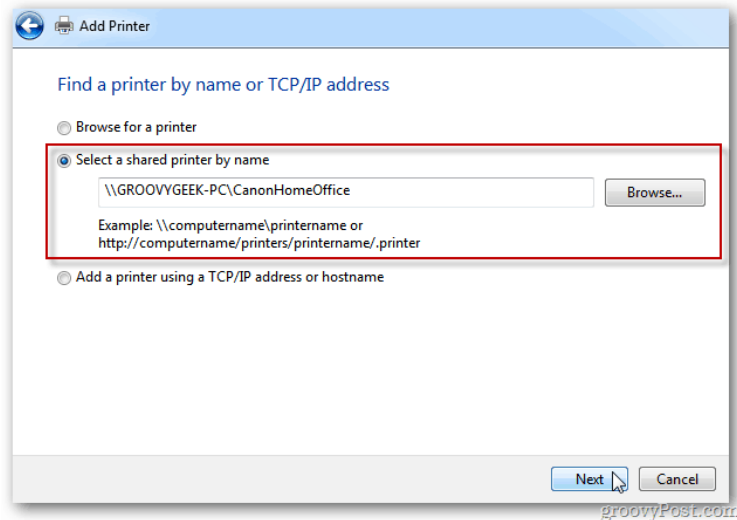 Add Printer
Find a printer by name or TCP/IP address
Browse for a printer
Select a shared printer by name
\\GROOVYGEEK-PC\CanonHomeOffice
Browse...
Example: \\computername\printername or
http://computername/printers/printername/.printer
Add a printer using a TCP/IP address or hostname
Next
Cancel
groovyPost.com